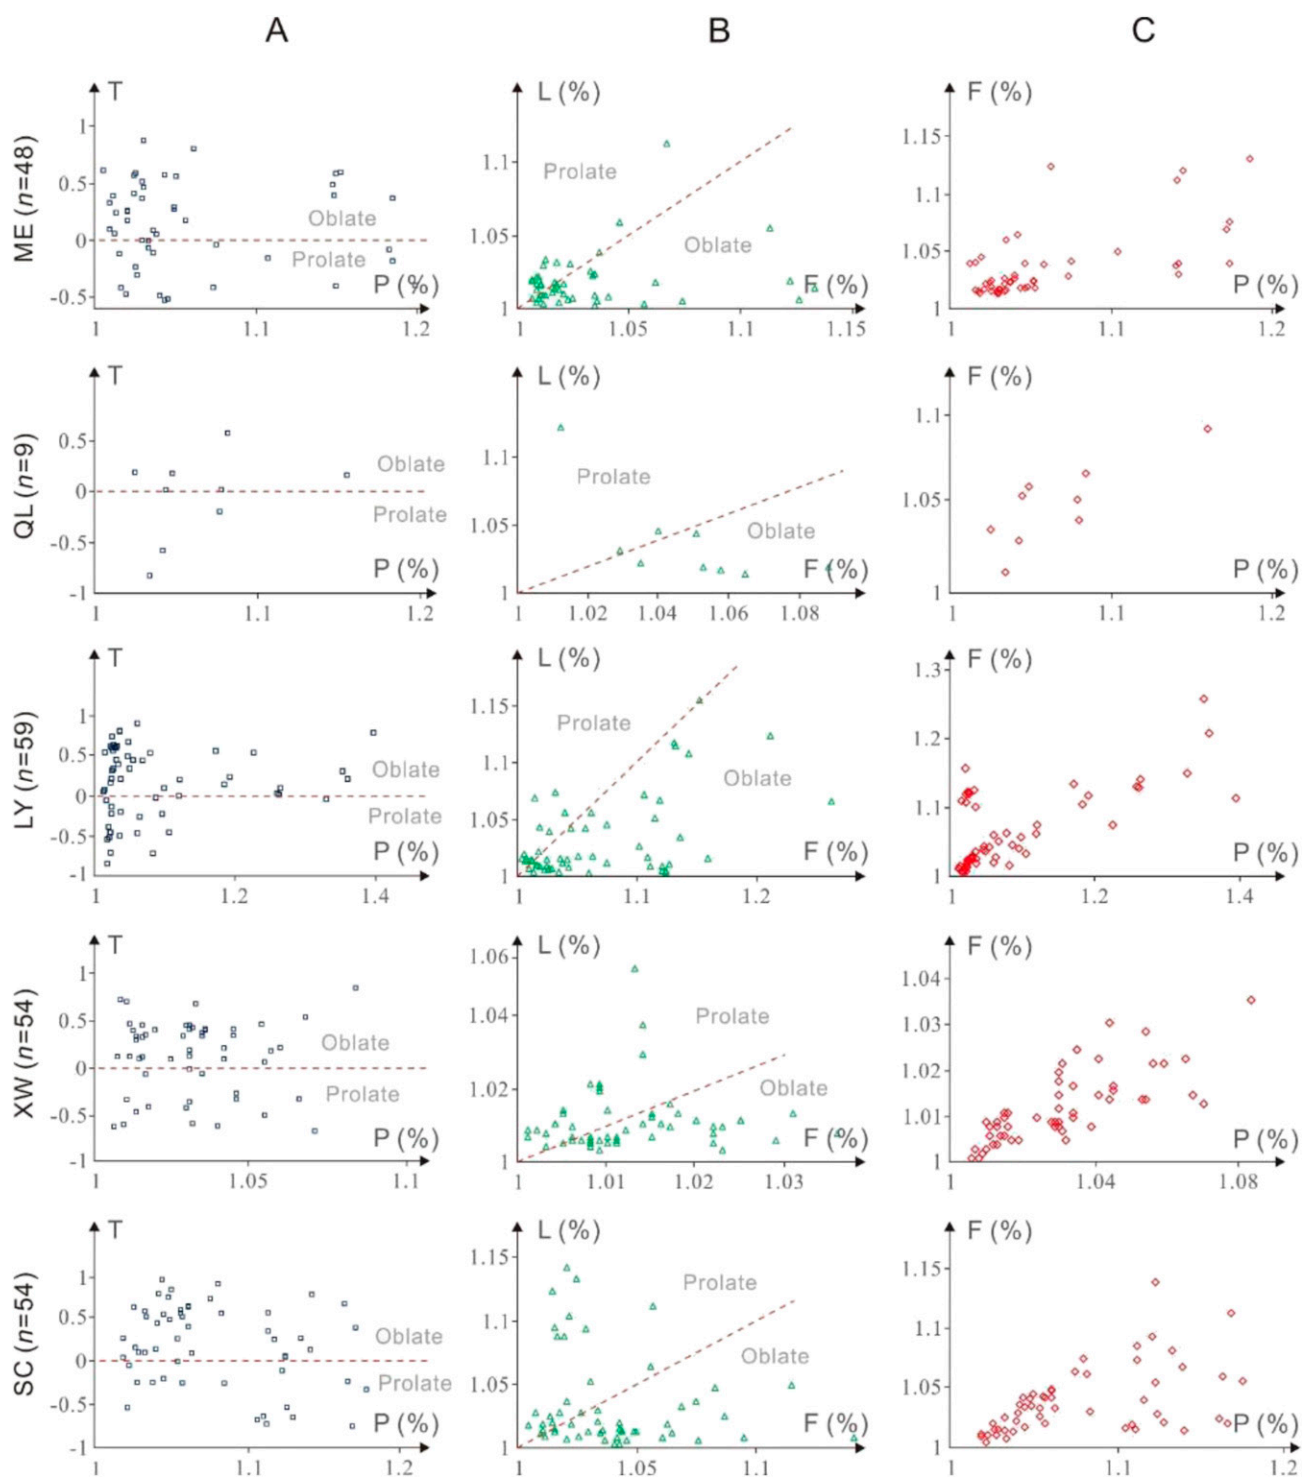 A B C
ME (n=48)
T
1
0.5
0
-0.5
Oblate
Prolate
P (%)
1 1.1 1.2
L (%)
1.1
1.05
1
Prolate
Oblate
F (%)
1 1.05 1.1 1.15
F (%)
1.15
1.1
1.05
1
P (%)
1 1.1 1.2
QL (n=9)
T
0.5
0
-0.5
-1
Oblate
Prolate
P (%)
1 1.1 1.2
L (%)
1.1
1.05
1
Prolate
Oblate
F (%)
1 1.02 1.04 1.06 1.08
F (%)
1.1
1.05
1
P (%)
1 1.1 1.2
LY (n=59)
T
1
0.5
0
-0.5
-1
Oblate
Prolate
P (%)
1 1.2 1.4
L (%)
1.15
1.1
1.05
1
Prolate
Oblate
F (%)
1 1.1 1.2
F (%)
1.3
1.2
1.1
1
P (%)
1 1.2 1.4
XW (n=54)
T
1
0.5
0
-0.5
-1
Oblate
Prolate
P (%)
1 1.05 1.1
L (%)
1.06
1.04
1.02
1
Prolate
Oblate
F (%)
1 1.01 1.02 1.03
F (%)
1.04
1.03
1.02
1.01
1
P (%)
1 1.04 1.08
SC (n=54)
T
1
0.5
0
-0.5
-1
Oblate
Prolate
P (%)
1 1.1 1.2
L (%)
1.15
1.1
1.05
1
Prolate
Oblate
F (%)
1 1.05 1.1
F (%)
1.15
1.1
1.05
1
P (%)
1 1.1 1.2